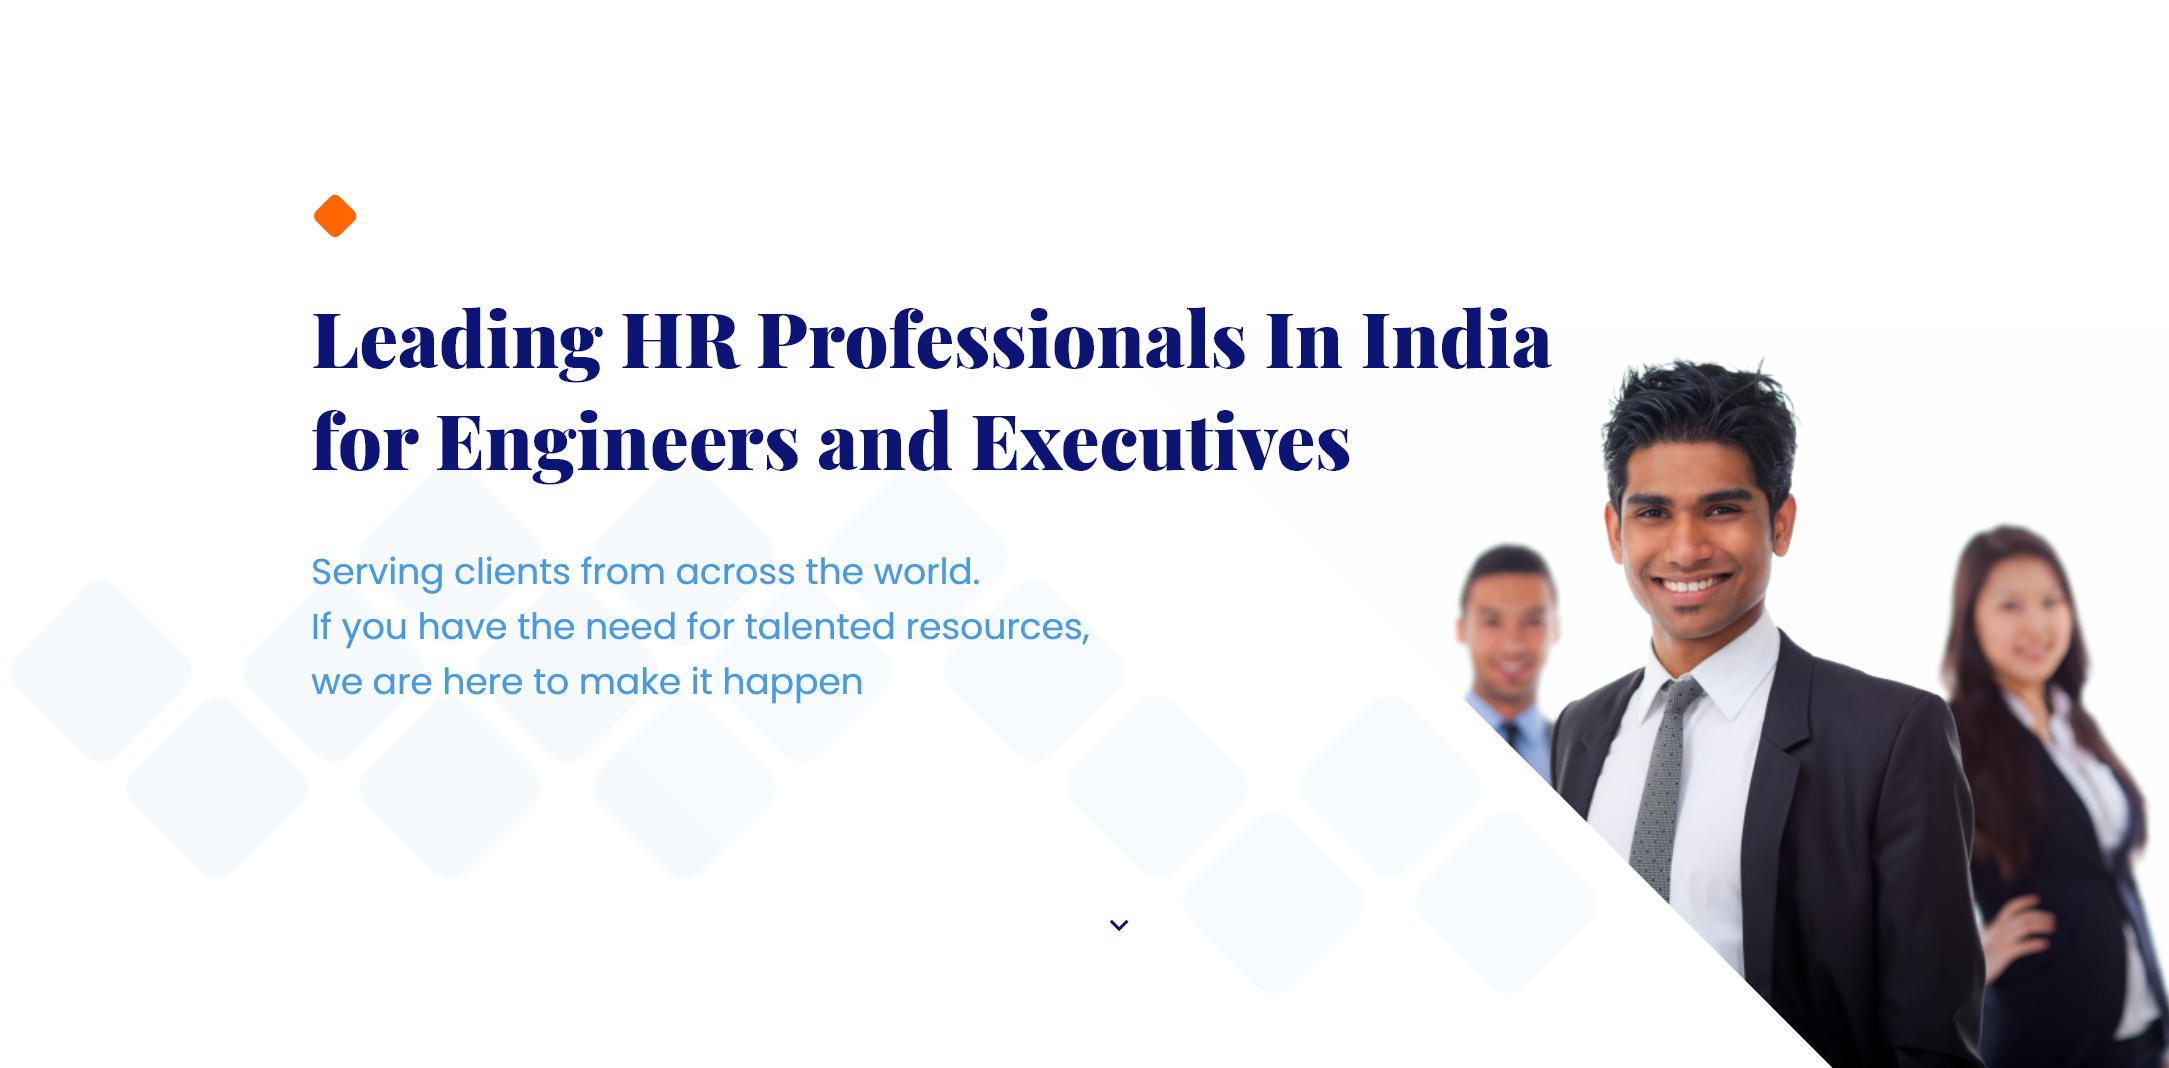 Leading HR Professionals In India
for Engineers and Executives
Serving clients from across the world.
If you have the need for talented resources,
we are here to make it happen